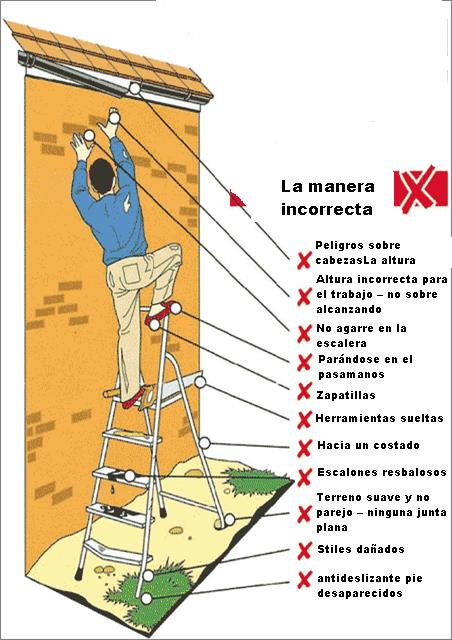 La manera
incorrecta
Peligros sobre
cabezasLa altura
Altura incorrecta para
el trabajo – no sobre
alcanzando
No agarre en la
escalera
Parándose en el
pasamanos
Zapatillas
Herramientas sueltas
Hacia un costado
Escalones resbalosos
Terreno suave y no
parejo – ninguna junta
plana
Stiles dañados
antideslizante pie
desaparecidos